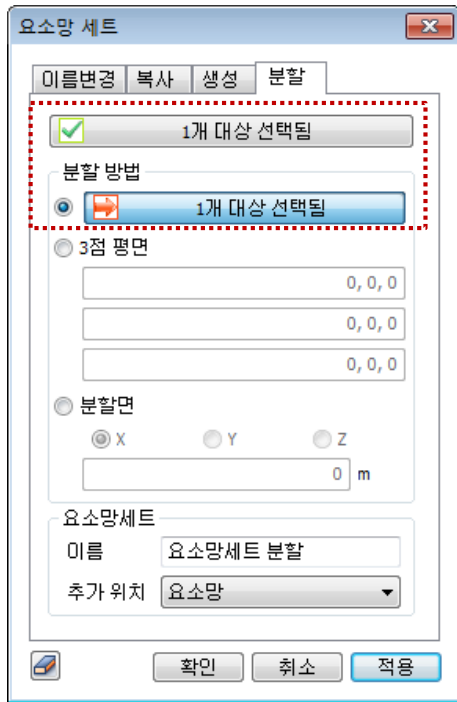 요소망 세트
이름변경 복사 생성 분할
1개 대상 선택됨
분할 방법
1개 대상 선택됨
3점 평면
0, 0, 0
0, 0, 0
0, 0, 0
분할면
X Y Z
0 m
요소망세트
이름 요소망세트 분할
추가 위치 요소망
확인 취소 적용